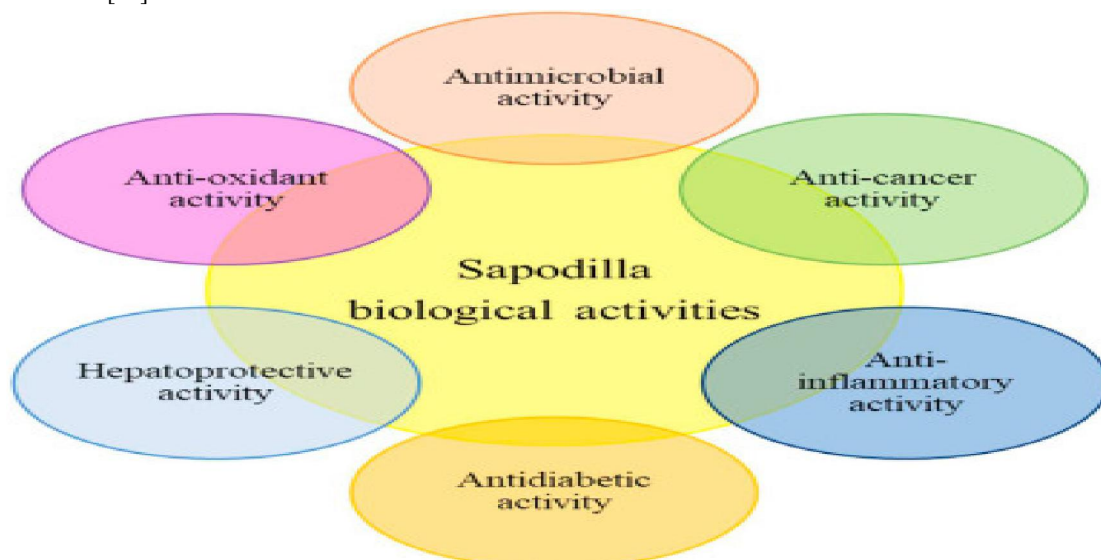 Antimicrobial
activity
Anti-oxidant
activity
Anti-cancer
activity
Sapodilla
biological activities
Hepatoprotective
activity
Anti-
inflammatory
activity
Antidiabetic
activity